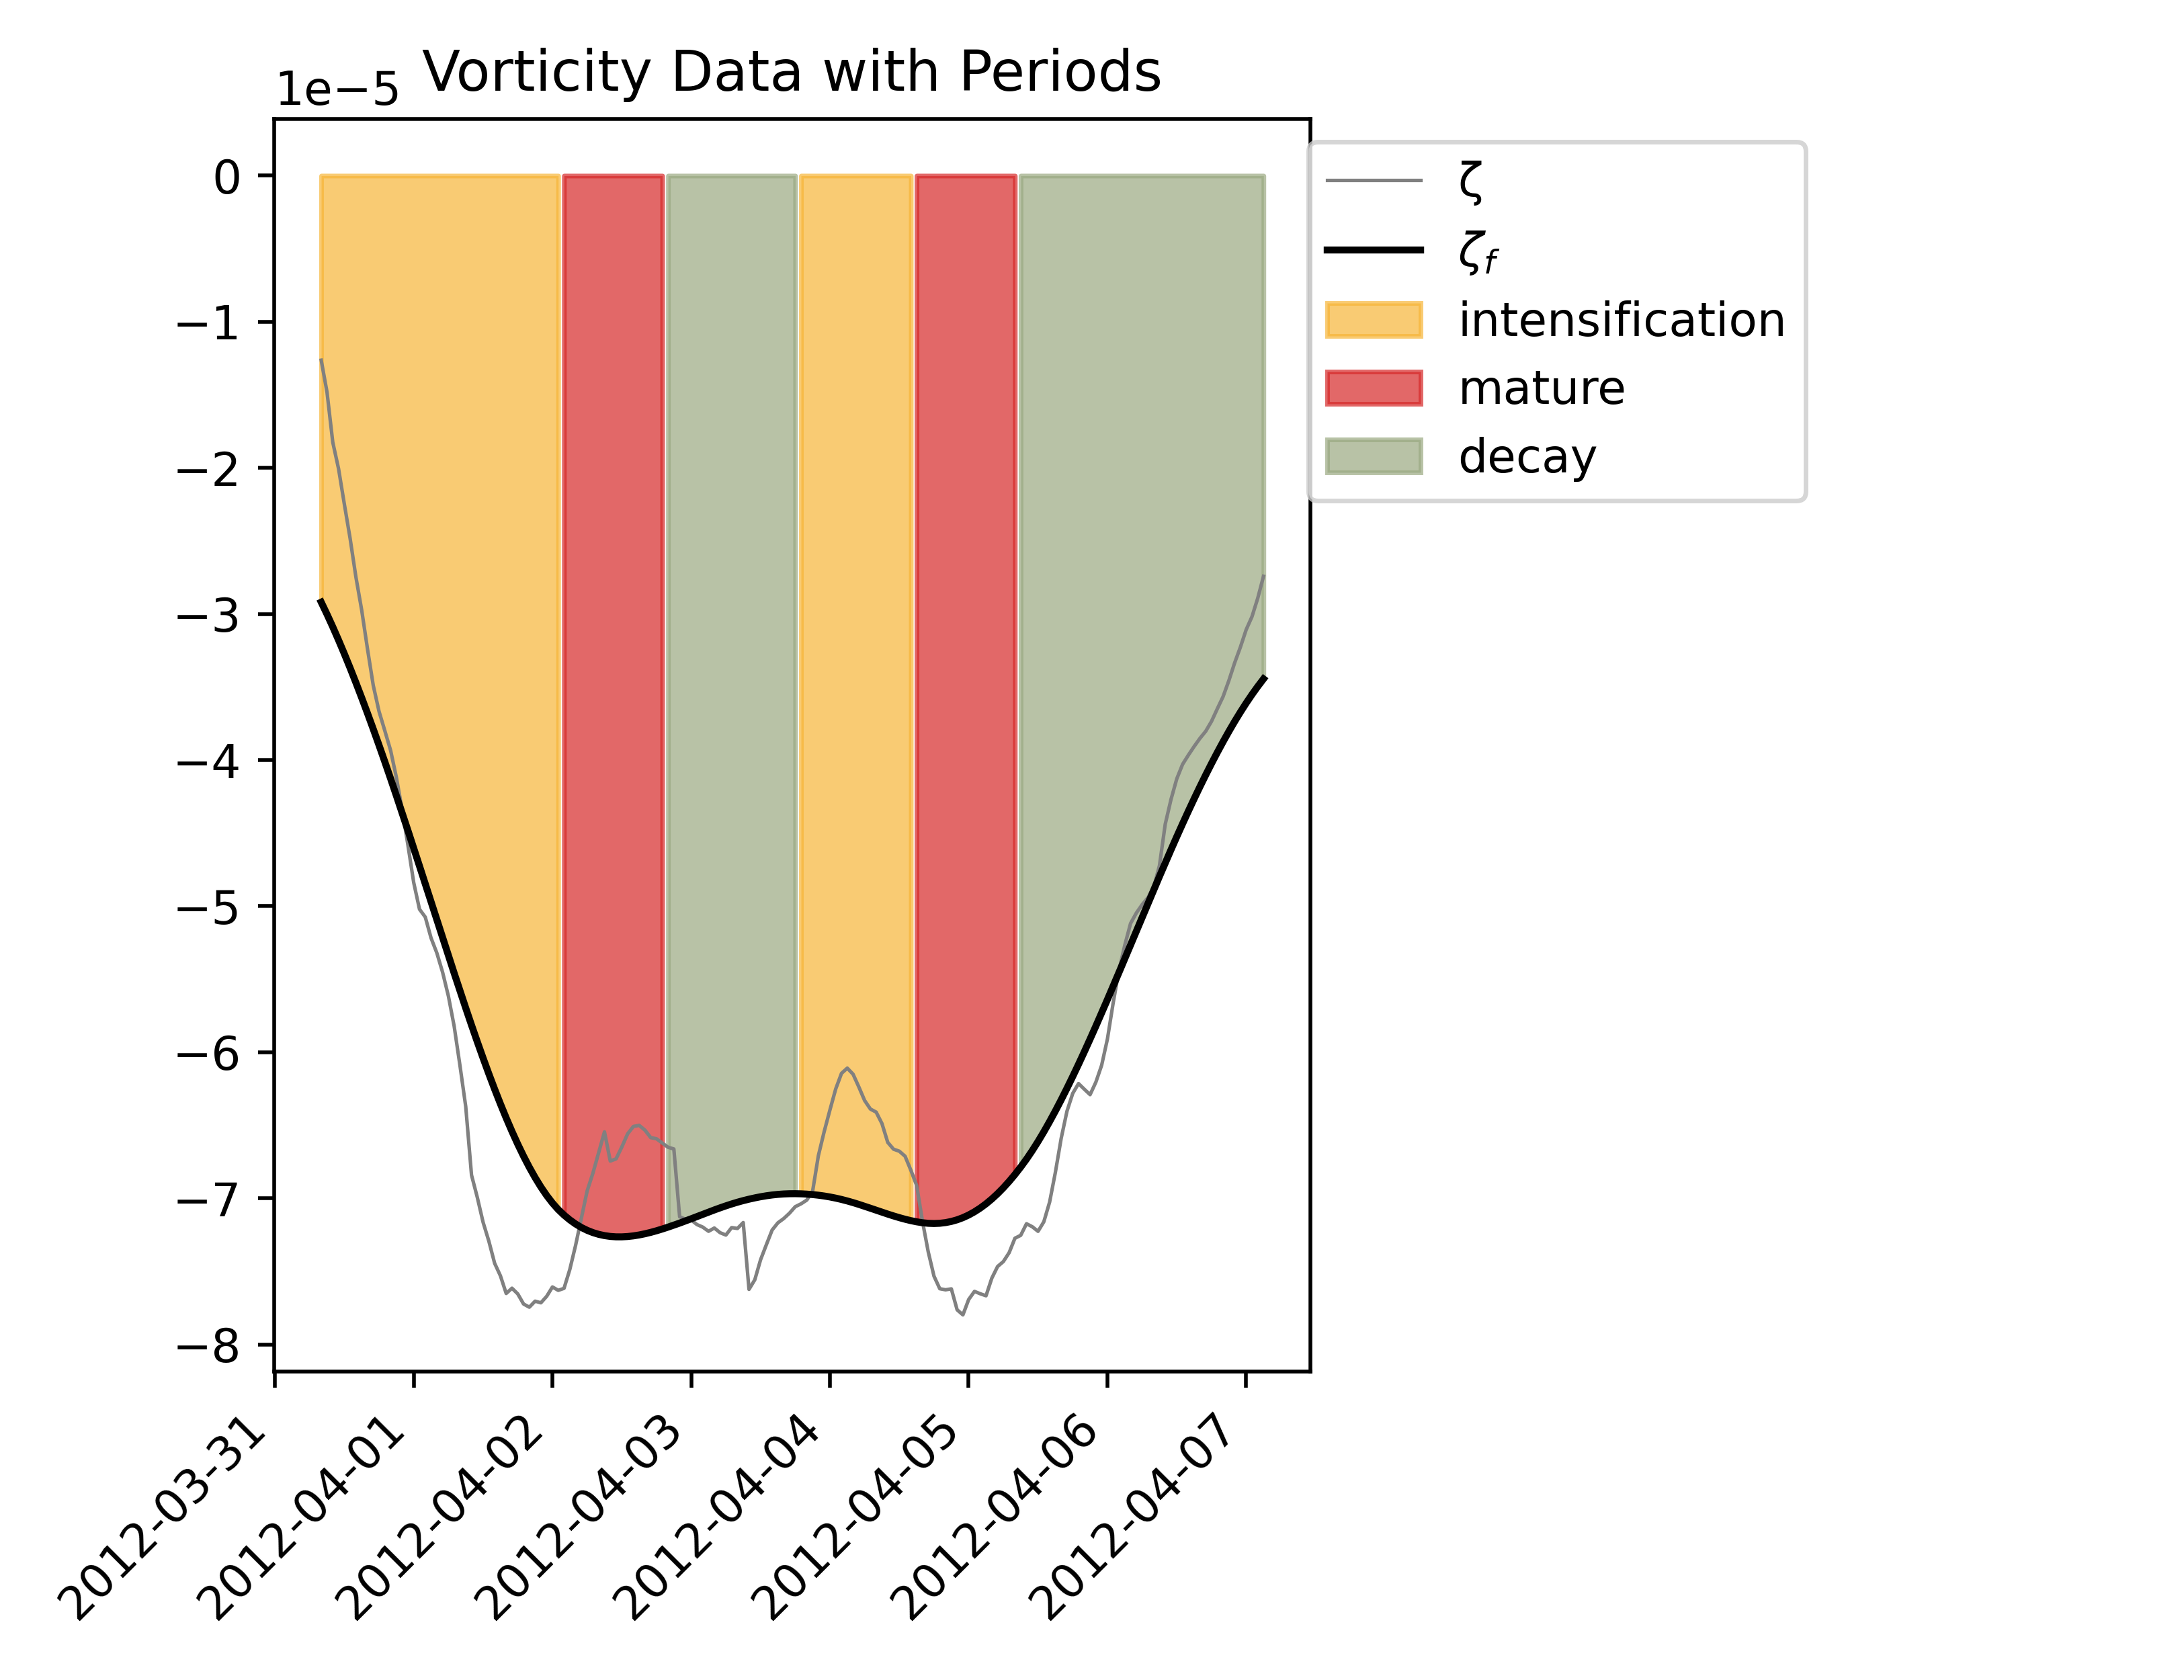 Vorticity Data with Periods
1e−5
0
−1
−2
−3
−4
−5
−6
−7
−8
2012-03-31
2012-04-01
2012-04-02
2012-04-03
2012-04-04
2012-04-05
2012-04-06
2012-04-07
ζ
ζf
intensification
mature
decay